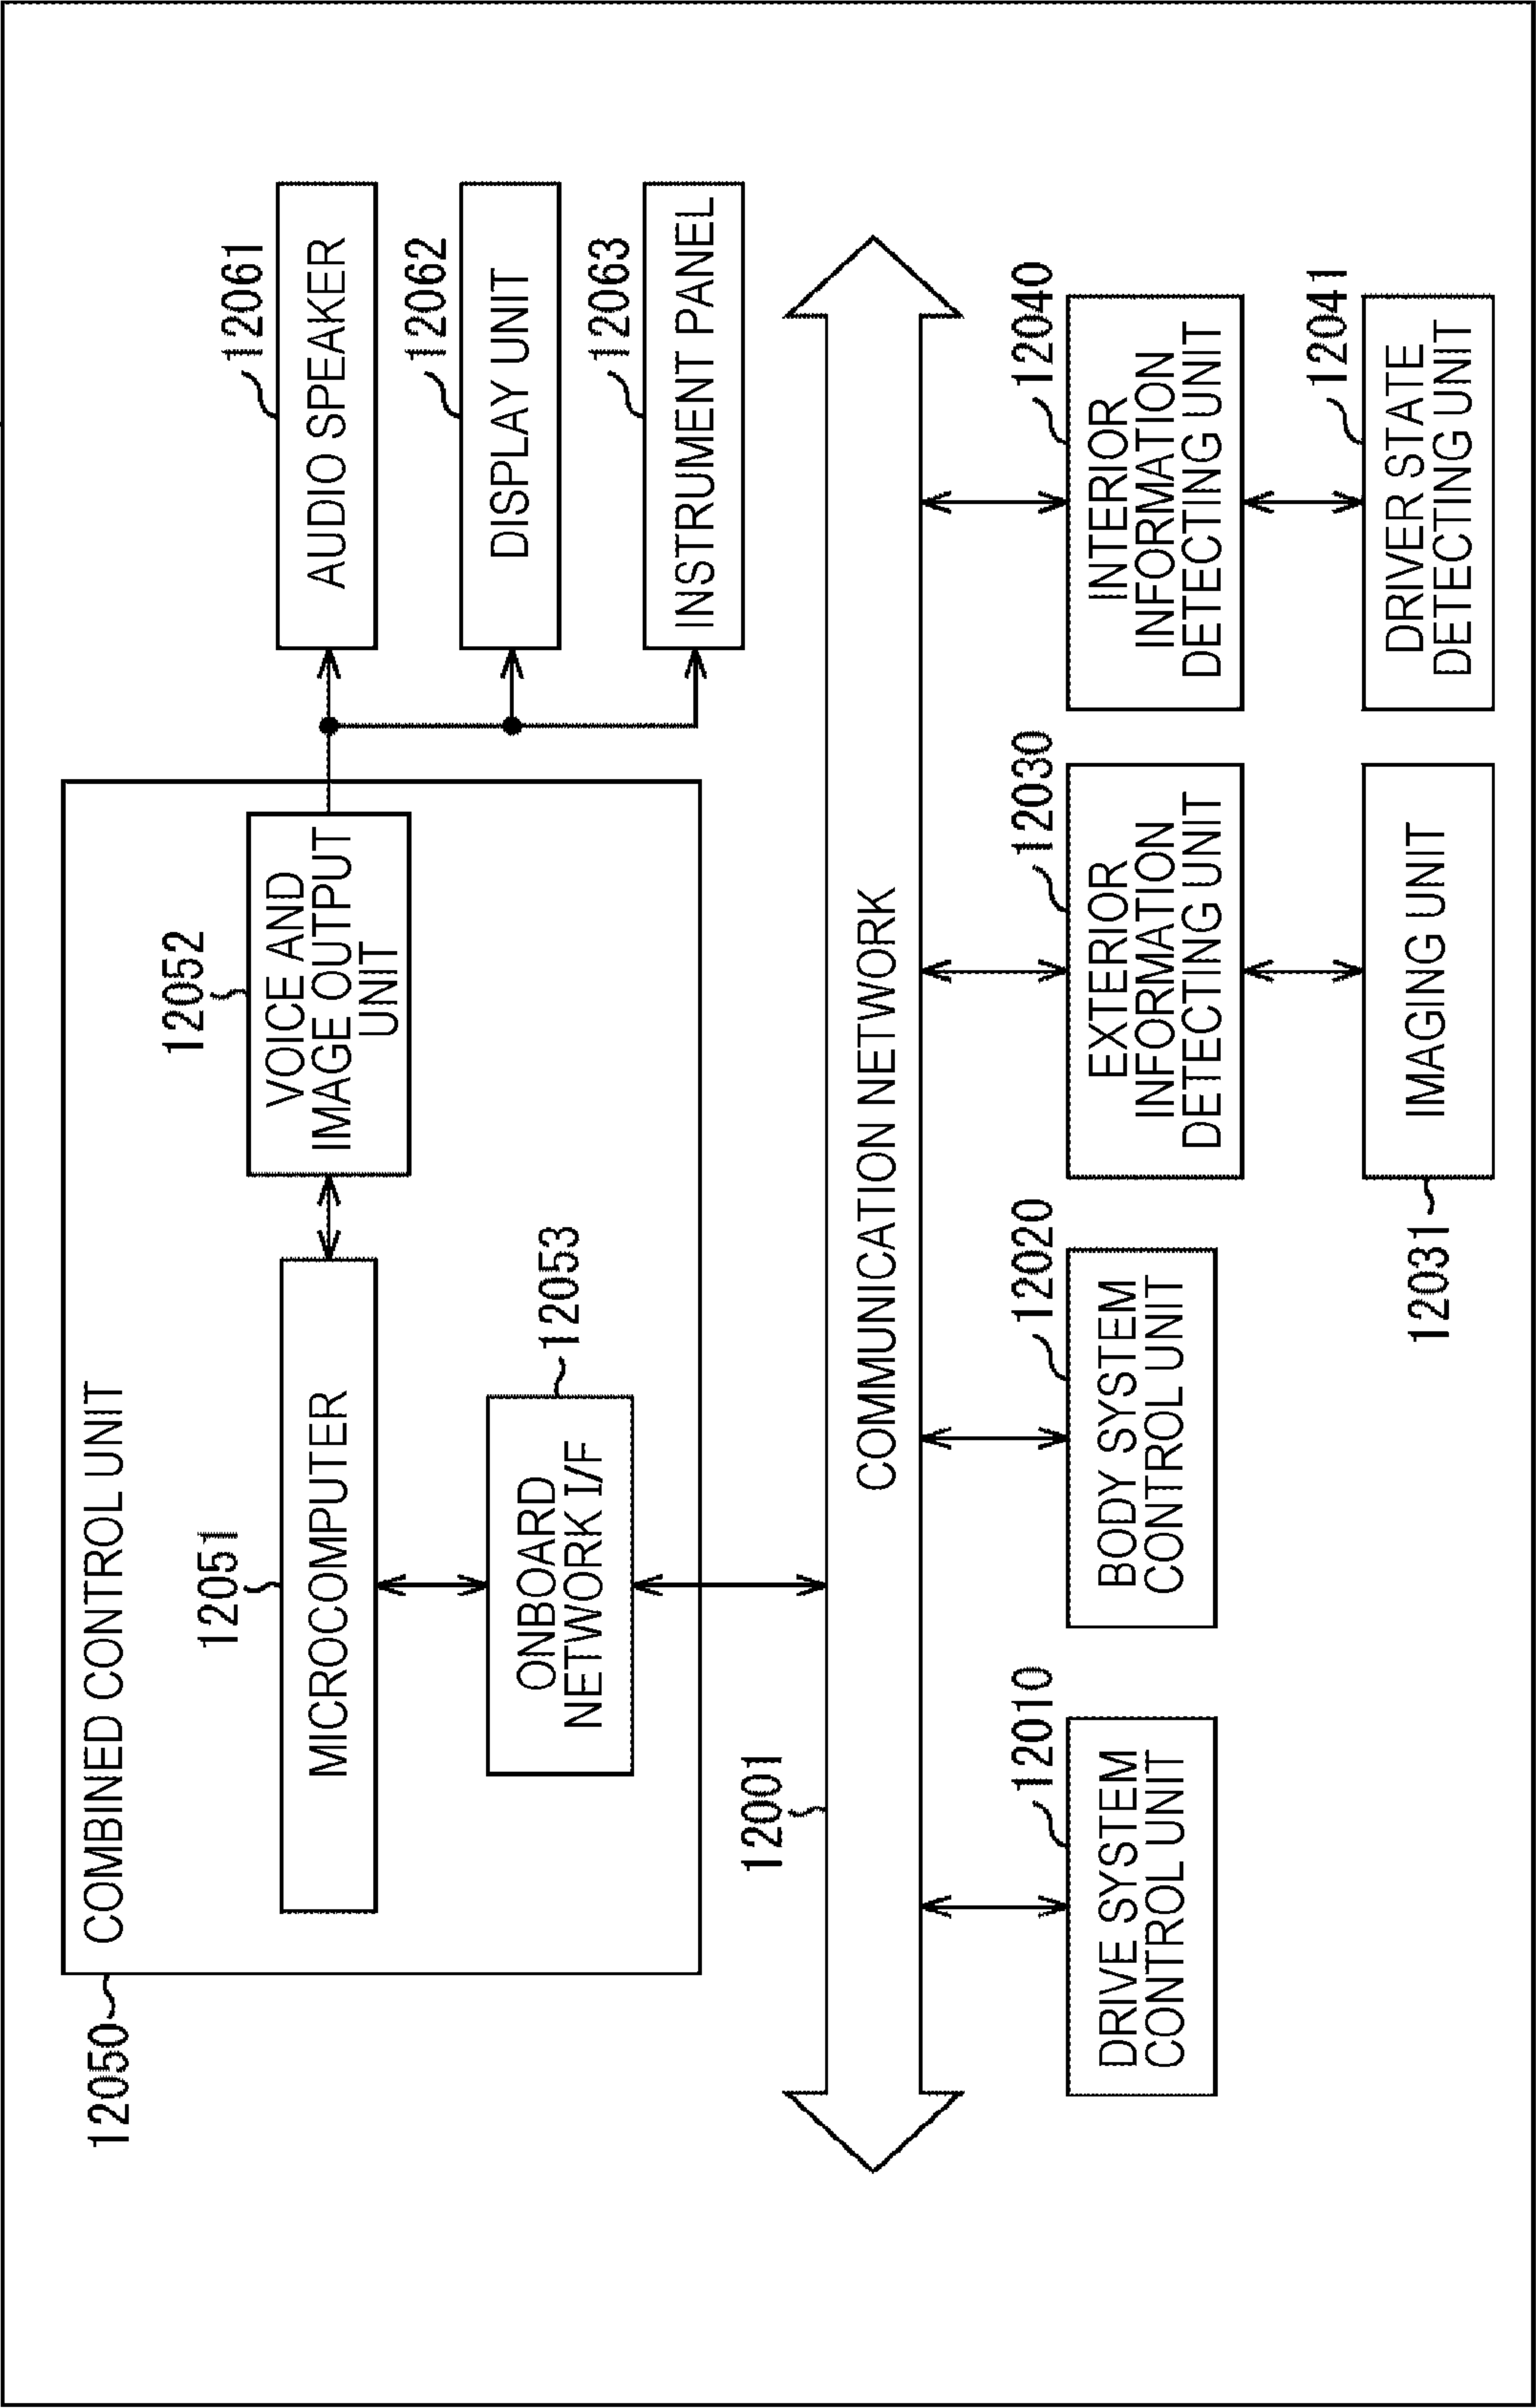 12050
COMBINED CONTROL UNIT
12051
MICROCOMPUTER
12052
VOICE AND
IMAGE OUTPUT
UNIT
12053
ONBOARD
NETWORK I/F
12061
AUDIO SPEAKER
12062
DISPLAY UNIT
12063
INSTRUMENT PANEL
12001
COMMUNICATION NETWORK
12010
DRIVE SYSTEM
CONTROL UNIT
12020
BODY SYSTEM
CONTROL UNIT
12030
EXTERIOR
INFORMATION
DETECTING UNIT
12040
INTERIOR
INFORMATION
DETECTING UNIT
12031
IMAGING UNIT
12041
DRIVER STATE
DETECTING UNIT